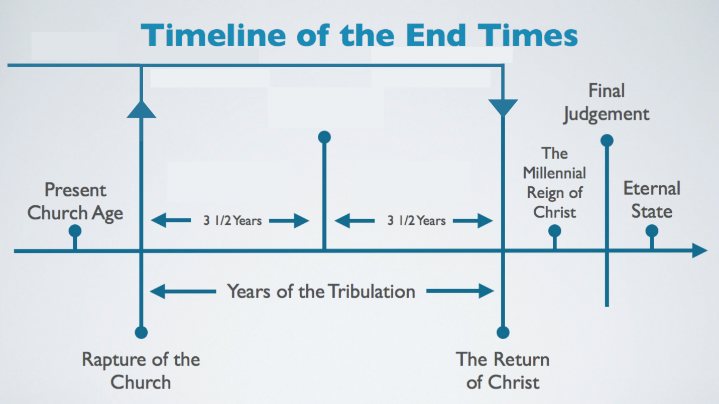 Timeline of the End Times
Final
Judgement
The
Millennial
Reign of
Christ
Present
Church Age
Eternal
State
3 1/2 Years
3 1/2 Years
Years of the Tribulation
Rapture of the
Church
The Return
of Christ